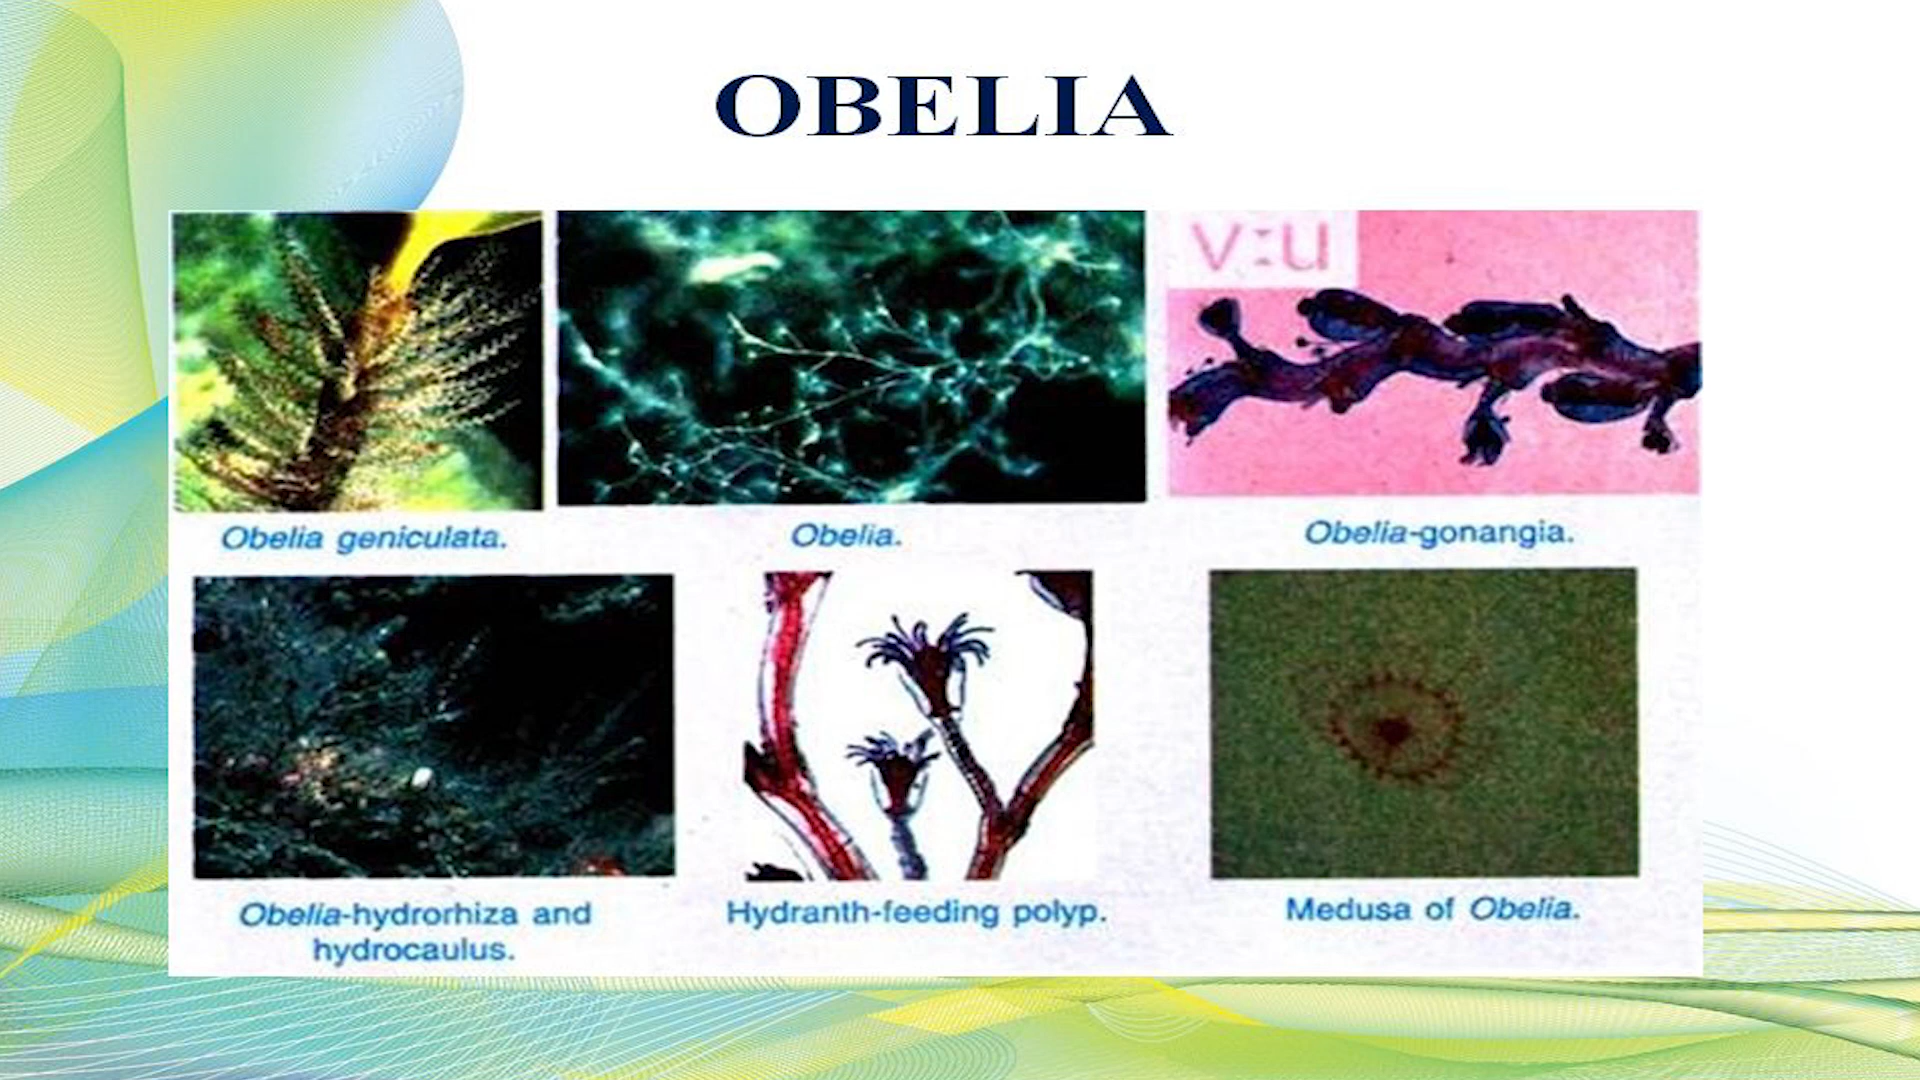 OBELIA
v:u
Obelia geniculata.
Obelia.
Obelia-gonangia.
Obelia-hydrorhiza and
hydrocaulus.
Hydranth-feeding polyp.
Medusa of Obelia.